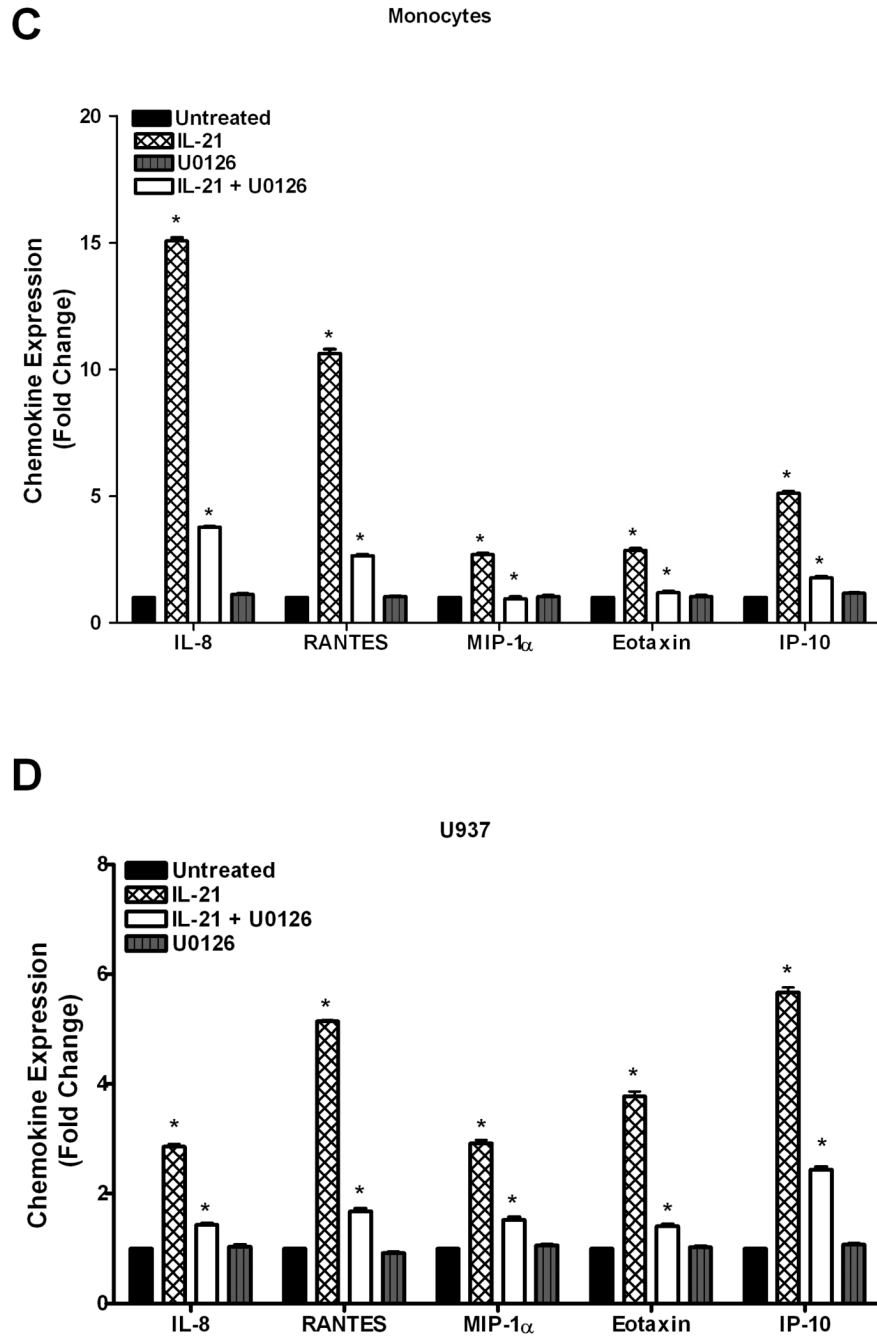 C
Monocytes
20
15
10
5
0
Chemokine Expression
(Fold Change)
Untreated
IL-21
U0126
IL-21 + U0126
* * * * * * * * * *
IL-8 RANTES MIP-1α Eotaxin IP-10
D
U937
8
6
4
2
0
Chemokine Expression
(Fold Change)
Untreated
IL-21
IL-21 + U0126
U0126
* * * * * * * * * *
IL-8 RANTES MIP-1α Eotaxin IP-10